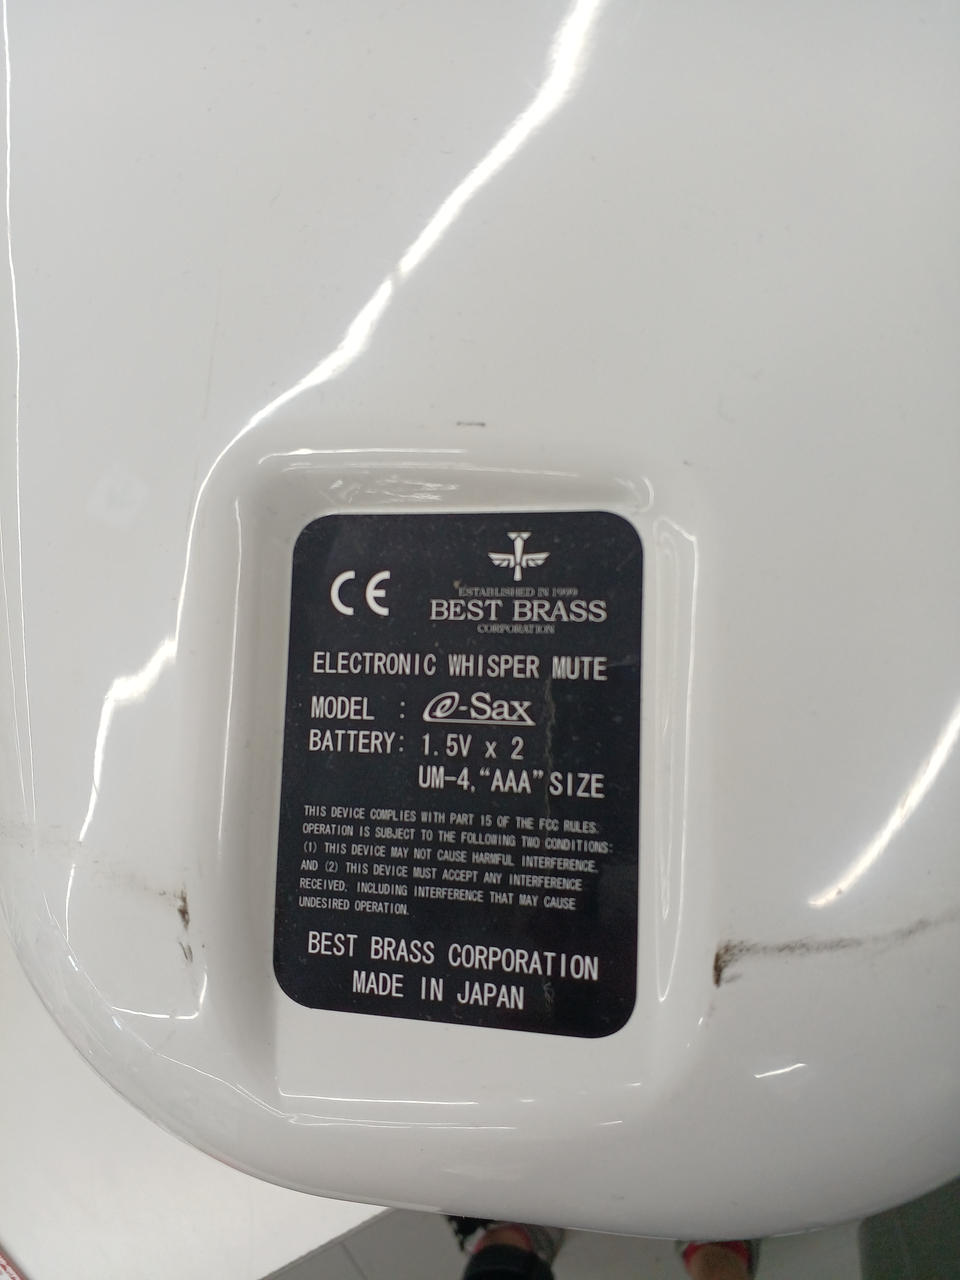 CE
ESTABLISHED IN 1999
BEST BRASS
CORPORATION
ELECTRONIC WHISPER MUTE
MODEL : e-Sax
BATTERY: 1.5V x 2
UM-4, "AAA" SIZE
THIS DEVICE COMPLIES WITH PART 15 OF THE FCC RULES.
OPERATION IS SUBJECT TO THE FOLLOWING TWO CONDITIONS:
(1) THIS DEVICE MAY NOT CAUSE HARMFUL INTERFERENCE,
AND (2) THIS DEVICE MUST ACCEPT ANY INTERFERENCE
RECEIVED, INCLUDING INTERFERENCE THAT MAY CAUSE
UNDESIRED OPERATION.
BEST BRASS CORPORATION
MADE IN JAPAN